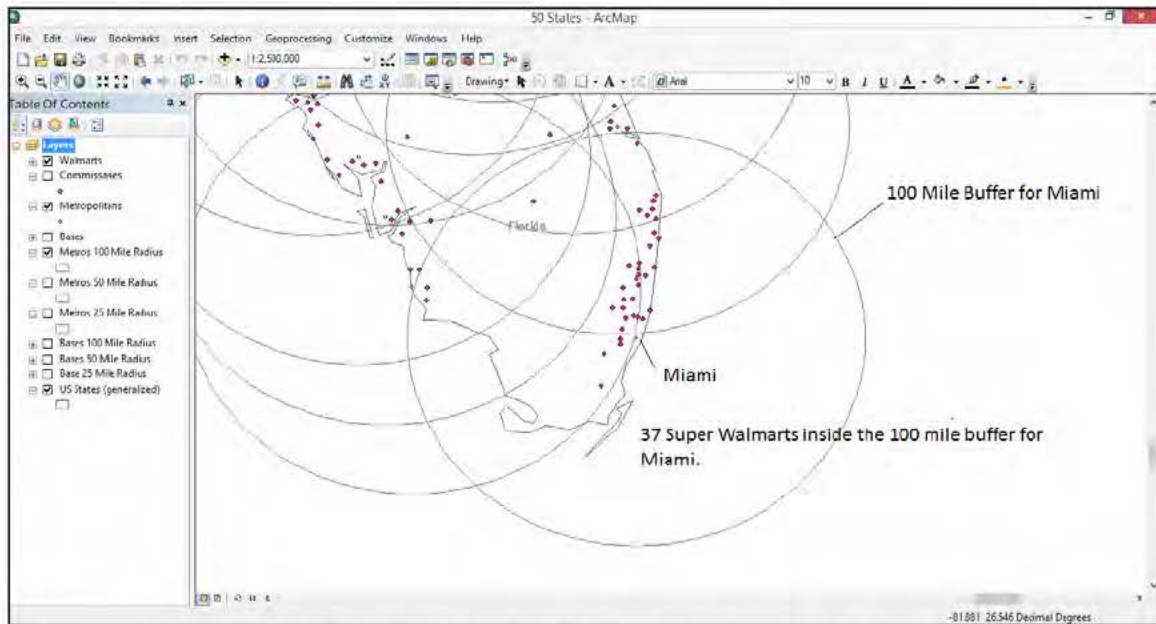 50 States - ArcMap
File Edit View Bookmarks Insert Selection Geoprocessing Customize Windows Help
1:2,500,000
Drawing Arial 10 B I U A
Table Of Contents
Layers
Walmarts
Commissaries
Metropolitans
Bases
Metros 100 Mile Radius
Metros 50 Mile Radius
Metros 25 Mile Radius
Bases 100 Mile Radius
Bases 50 Mile Radius
Base 25 Mile Radius
US States (generalized)
Florida
100 Mile Buffer for Miami
Miami
37 Super Walmarts inside the 100 mile buffer for
Miami.
-81.881 26.546 Decimal Degrees